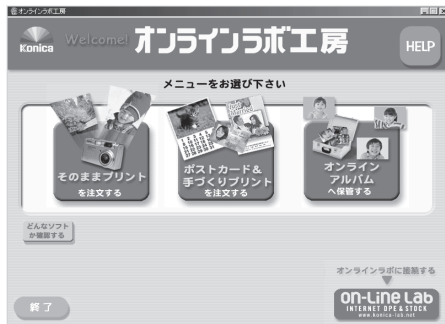 オンラインラボ工房
Konica
Welcome!
オンラインラボ工房
HELP
メニューをお選び下さい
そのままプリント
を注文する
ポストカード&
手づくりプリント
を注文する
オンライン
アルバム
へ保管する
どんなソフト
か確認する
オンラインラボに接続する
終了
On-Line Lab
INTERNET DPE & STOCK
www.konica-lab.net